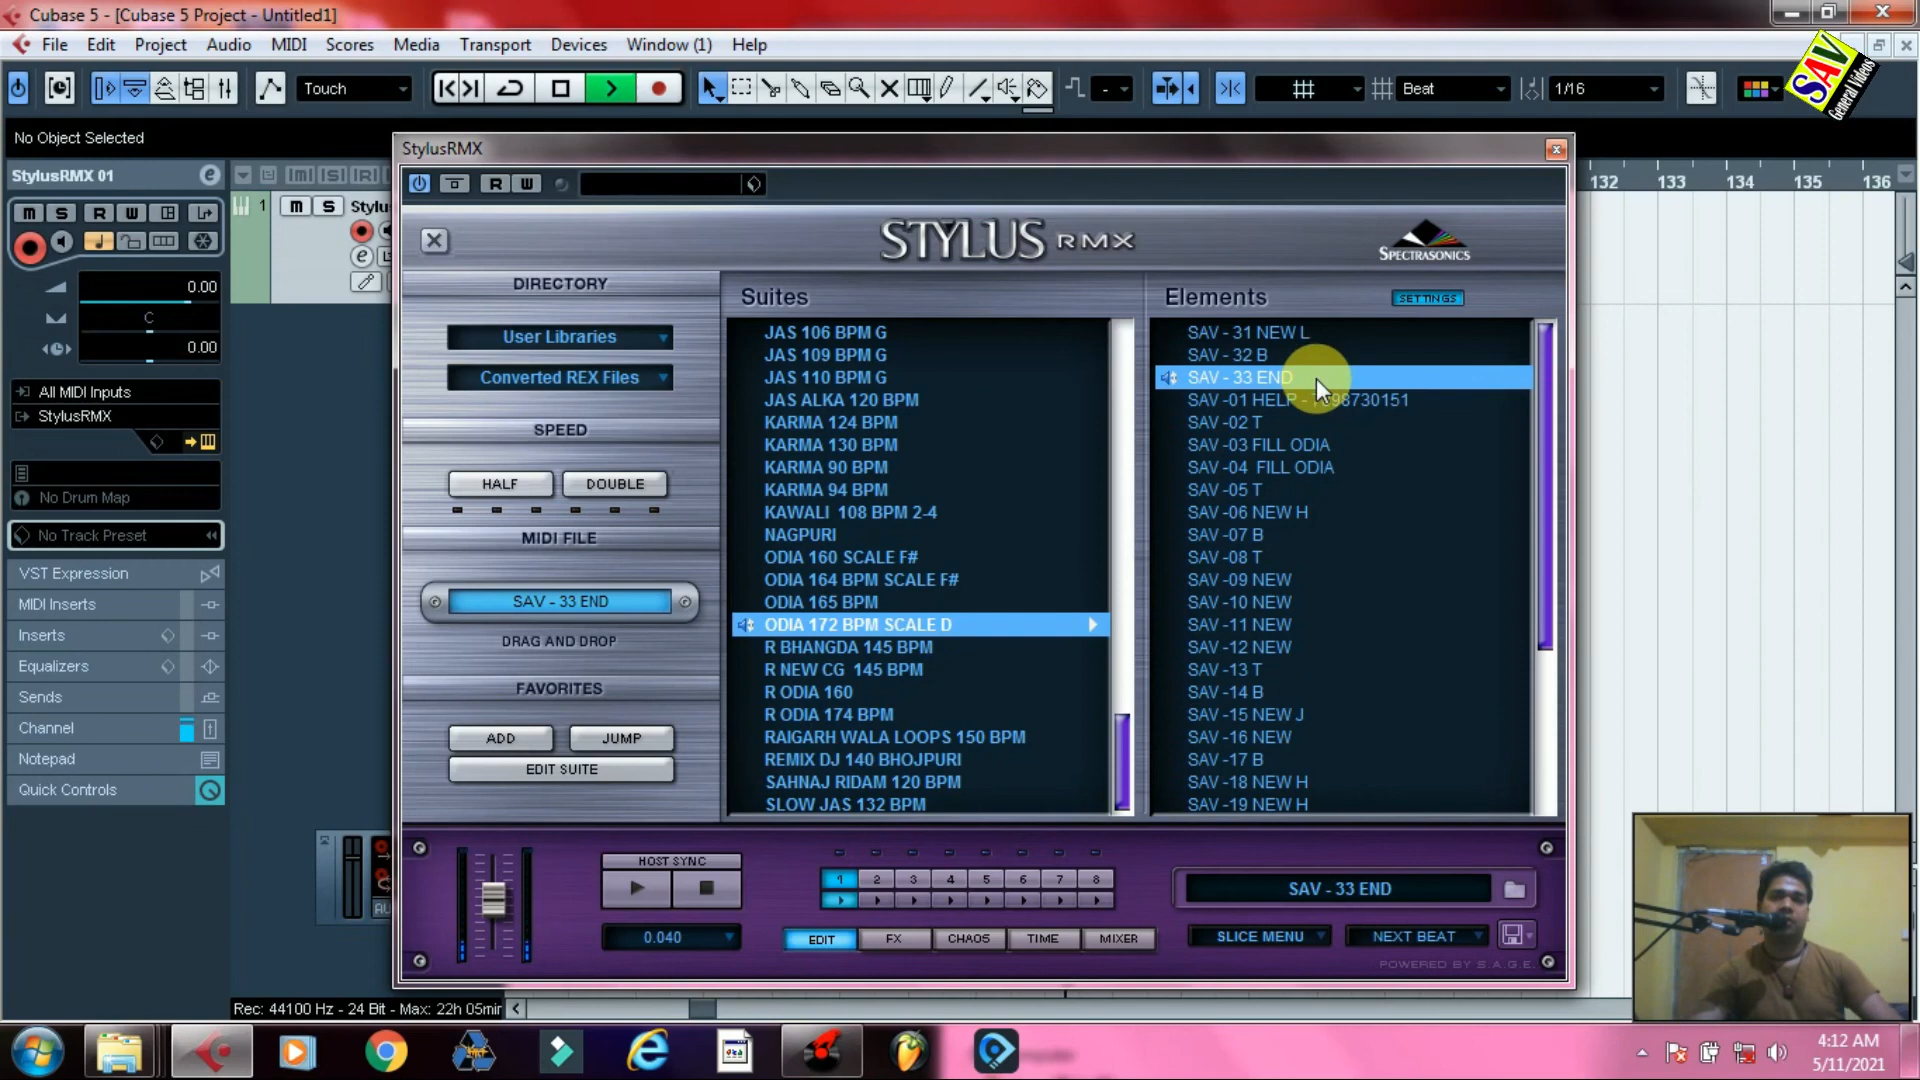 Cubase 5 - [Cubase 5 Project - Untitled1]
File Edit Project Audio MIDI Scores Media Transport Devices Window (1) Help
SAV
General Videos
Touch
- Beat 1/16
No Object Selected
StylusRMX 01
M S R W
1 M S Stylu
StylusRMX
132 133 134 135 136
R W
STYLUS RMX
SPECTRASONICS
0.00
C
0.00
All MIDI Inputs
StylusRMX
No Drum Map
No Track Preset
VST Expression
MIDI Inserts
Inserts
Equalizers
Sends
Channel
Notepad
Quick Controls
DIRECTORY
User Libraries
Converted REX Files
SPEED
HALF DOUBLE
MIDI FILE
SAV - 33 END
DRAG AND DROP
FAVORITES
ADD JUMP
EDIT SUITE
Suites
JAS 106 BPM G
JAS 109 BPM G
JAS 110 BPM G
JAS ALKA 120 BPM
KARMA 124 BPM
KARMA 130 BPM
KARMA 90 BPM
KARMA 94 BPM
KAWALI 108 BPM 2-4
NAGPURI
ODIA 160 SCALE F#
ODIA 164 BPM SCALE F#
ODIA 165 BPM
ODIA 172 BPM SCALE D
R BHANGDA 145 BPM
R NEW CG 145 BPM
R ODIA 160
R ODIA 174 BPM
RAIGARH WALA LOOPS 150 BPM
REMIX DJ 140 BHOJPURI
SAHNAJ RIDAM 120 BPM
SLOW JAS 132 BPM
Elements SETTINGS
SAV - 31 NEW L
SAV - 32 B
SAV - 33 END
SAV -01 HELP
SAV -02 T
SAV -03 FILL ODIA
SAV -04 FILL ODIA
SAV -05 T
SAV -06 NEW H
SAV -07 B
SAV -08 T
SAV -09 NEW
SAV -10 NEW
SAV -11 NEW
SAV -12 NEW
SAV -13 T
SAV -14 B
SAV -15 NEW J
SAV -16 NEW
SAV -17 B
SAV -18 NEW H
SAV -19 NEW H
HOST SYNC
0.040
1 2 3 4 5 6 7 8
EDIT FX CHAOS TIME MIXER
SAV - 33 END
SLICE MENU NEXT BEAT
POWERED BY S.A.G.E.
Rec: 44100 Hz - 24 Bit - Max: 22h 05min
4:12 AM
5/11/2021